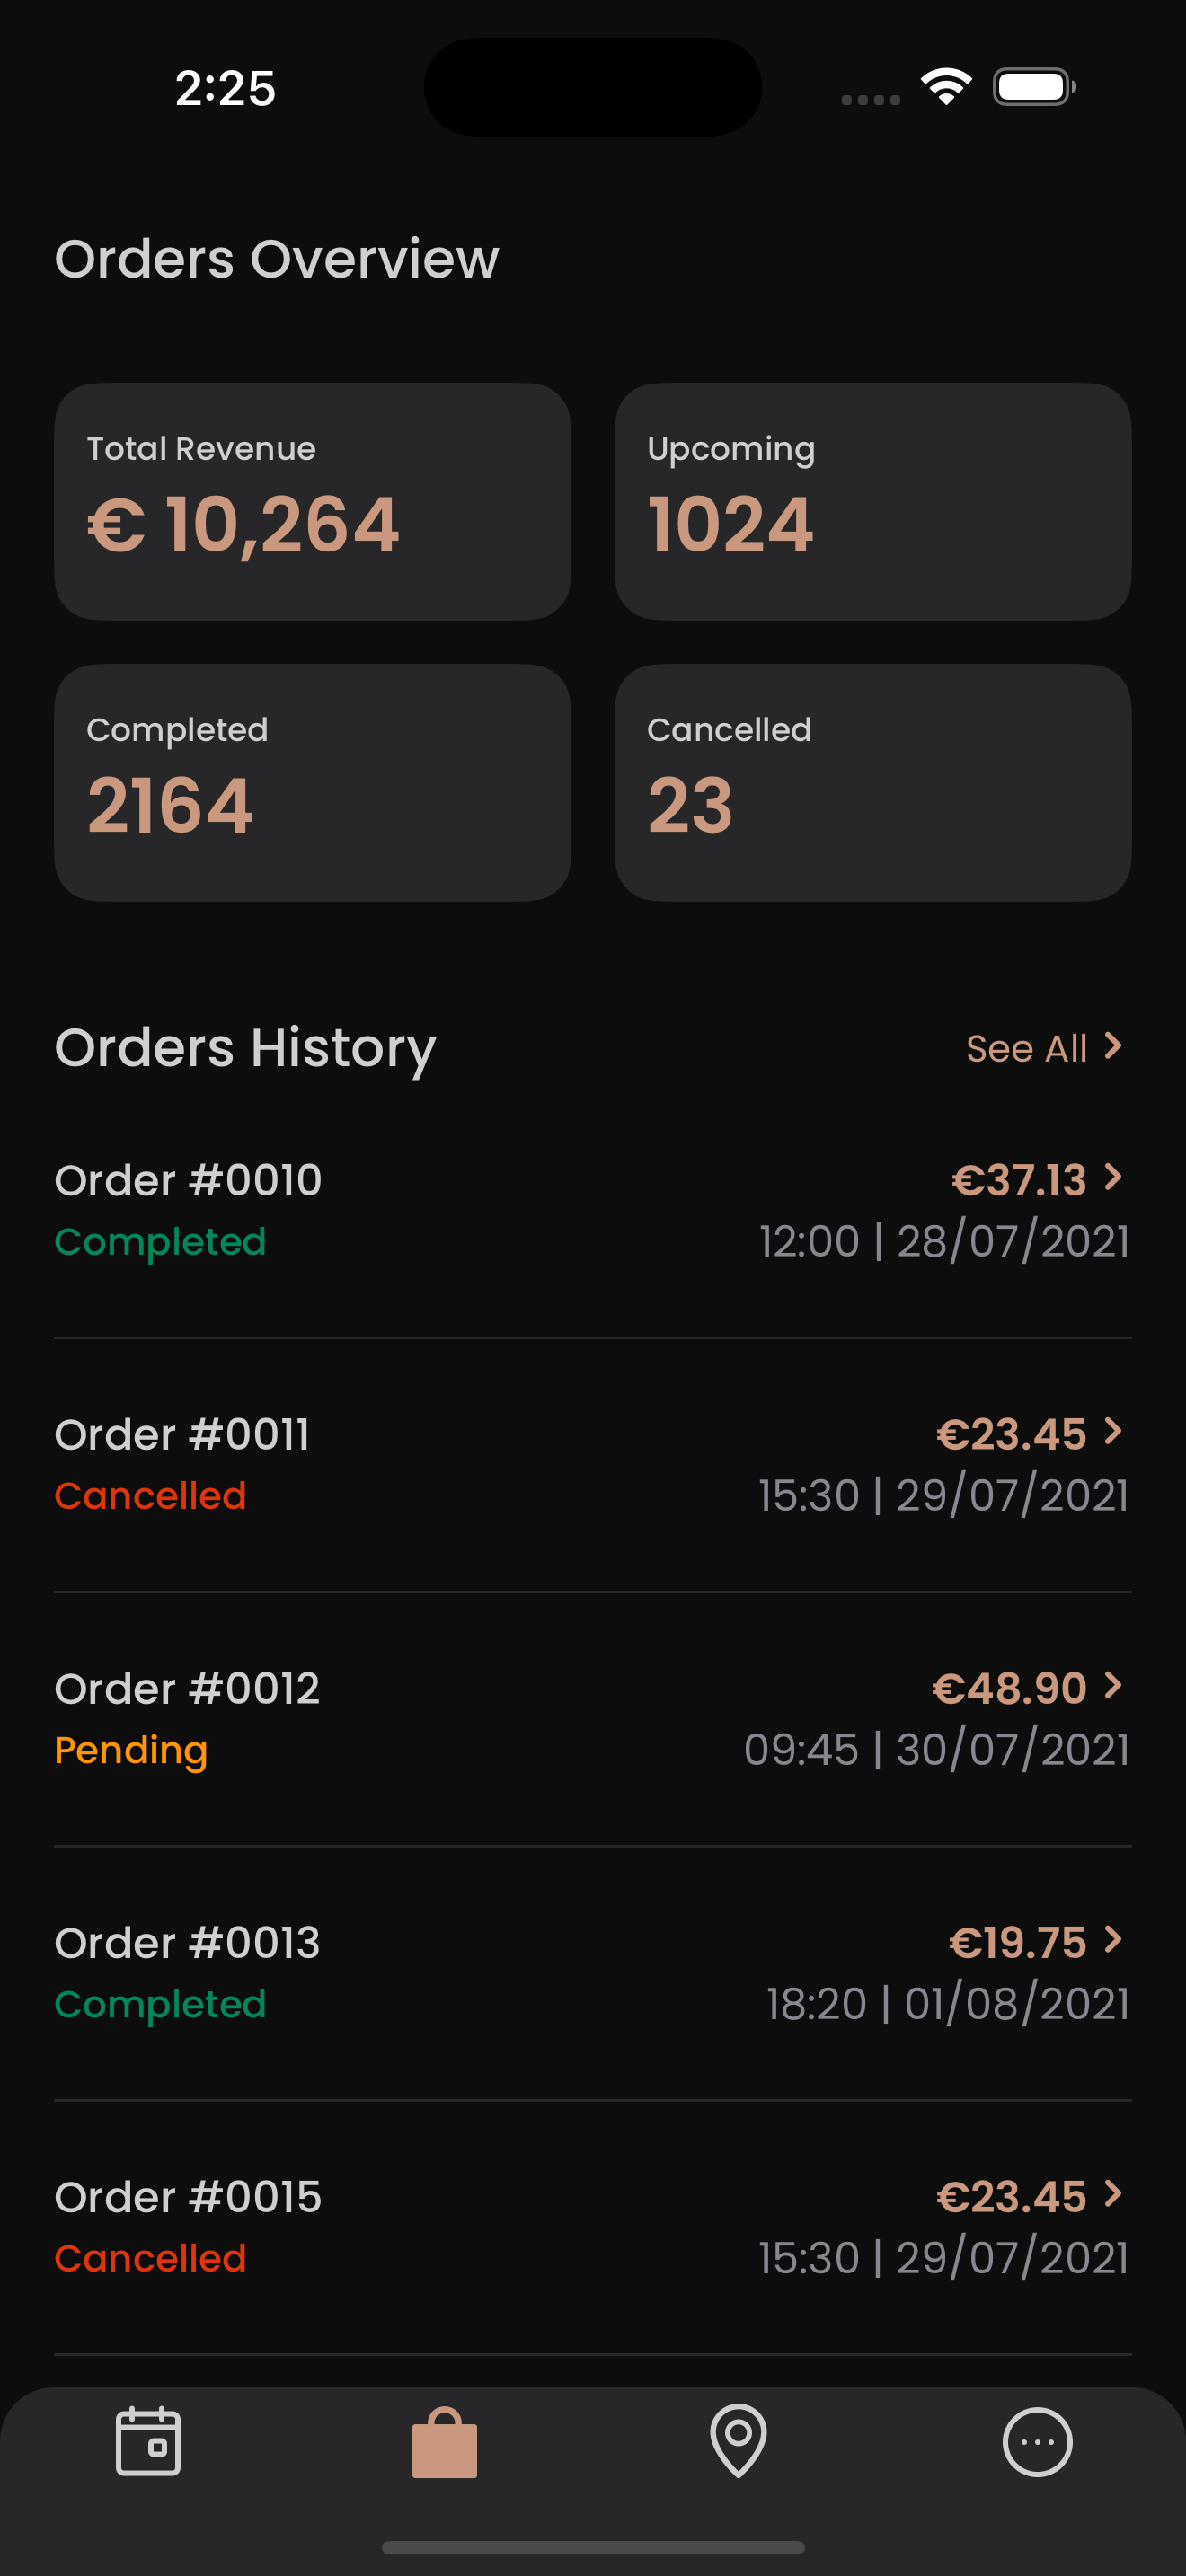 2:25
Orders Overview
Total Revenue
€ 10,264
Upcoming
1024
Completed
2164
Cancelled
23
Orders History
See All
Order #0010
€37.13
Completed
12:00 | 28/07/2021
Order #0011
€23.45
Cancelled
15:30 | 29/07/2021
Order #0012
€48.90
Pending
09:45 | 30/07/2021
Order #0013
€19.75
Completed
18:20 | 01/08/2021
Order #0015
€23.45
Cancelled
15:30 | 29/07/2021